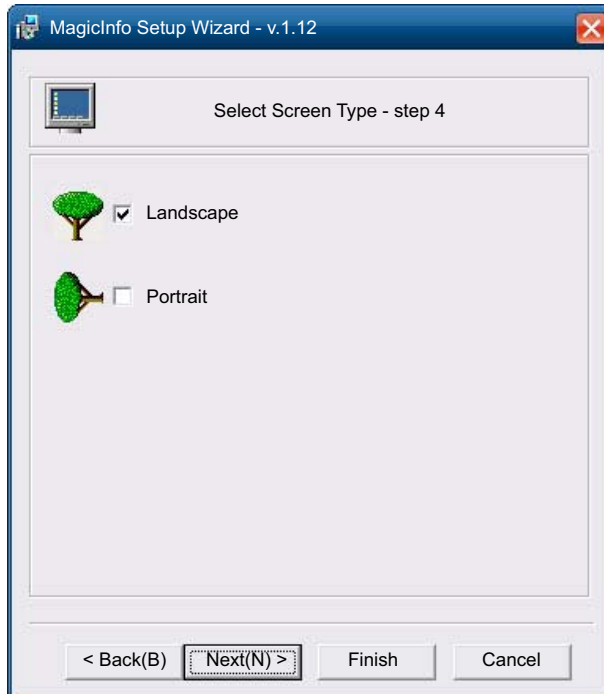 MagicInfo Setup Wizard - v.1.12
Select Screen Type - step 4
Landscape
Portrait
< Back(B) Next(N) > Finish Cancel